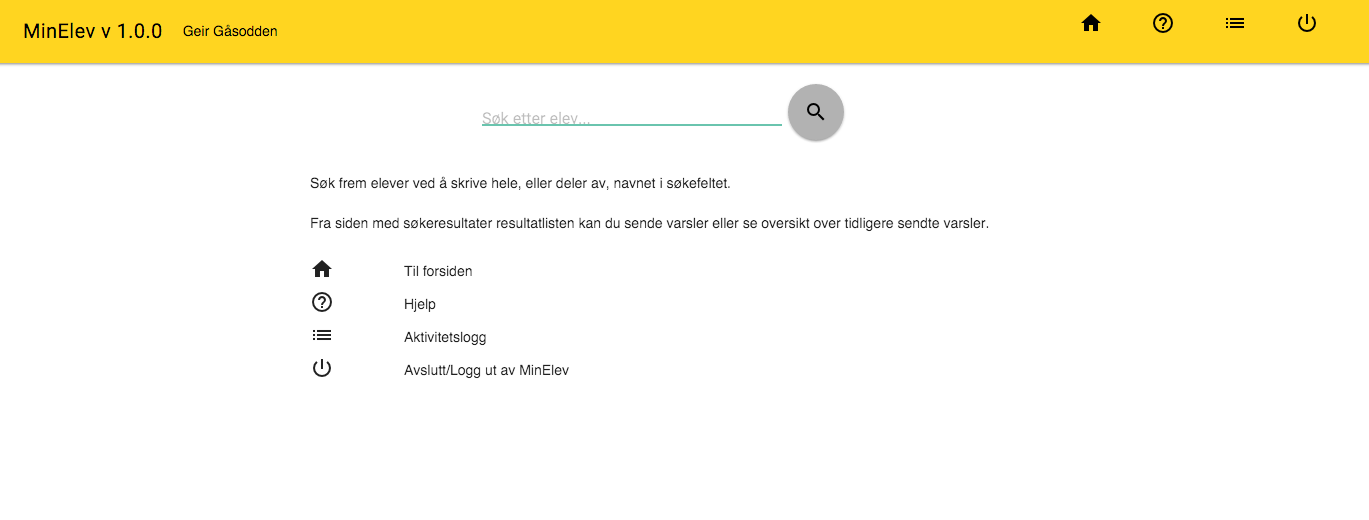 MinElev v 1.0.0 Geir Gåsodden
Søk etter elev...
Søk frem elever ved å skrive hele, eller deler av, navnet i søkefeltet.
Fra siden med søkeresultater resultatlisten kan du sende varsler eller se oversikt over tidligere sendte varsler.
Til forsiden
Hjelp
Aktivitetslogg
Avslutt/Logg ut av MinElev